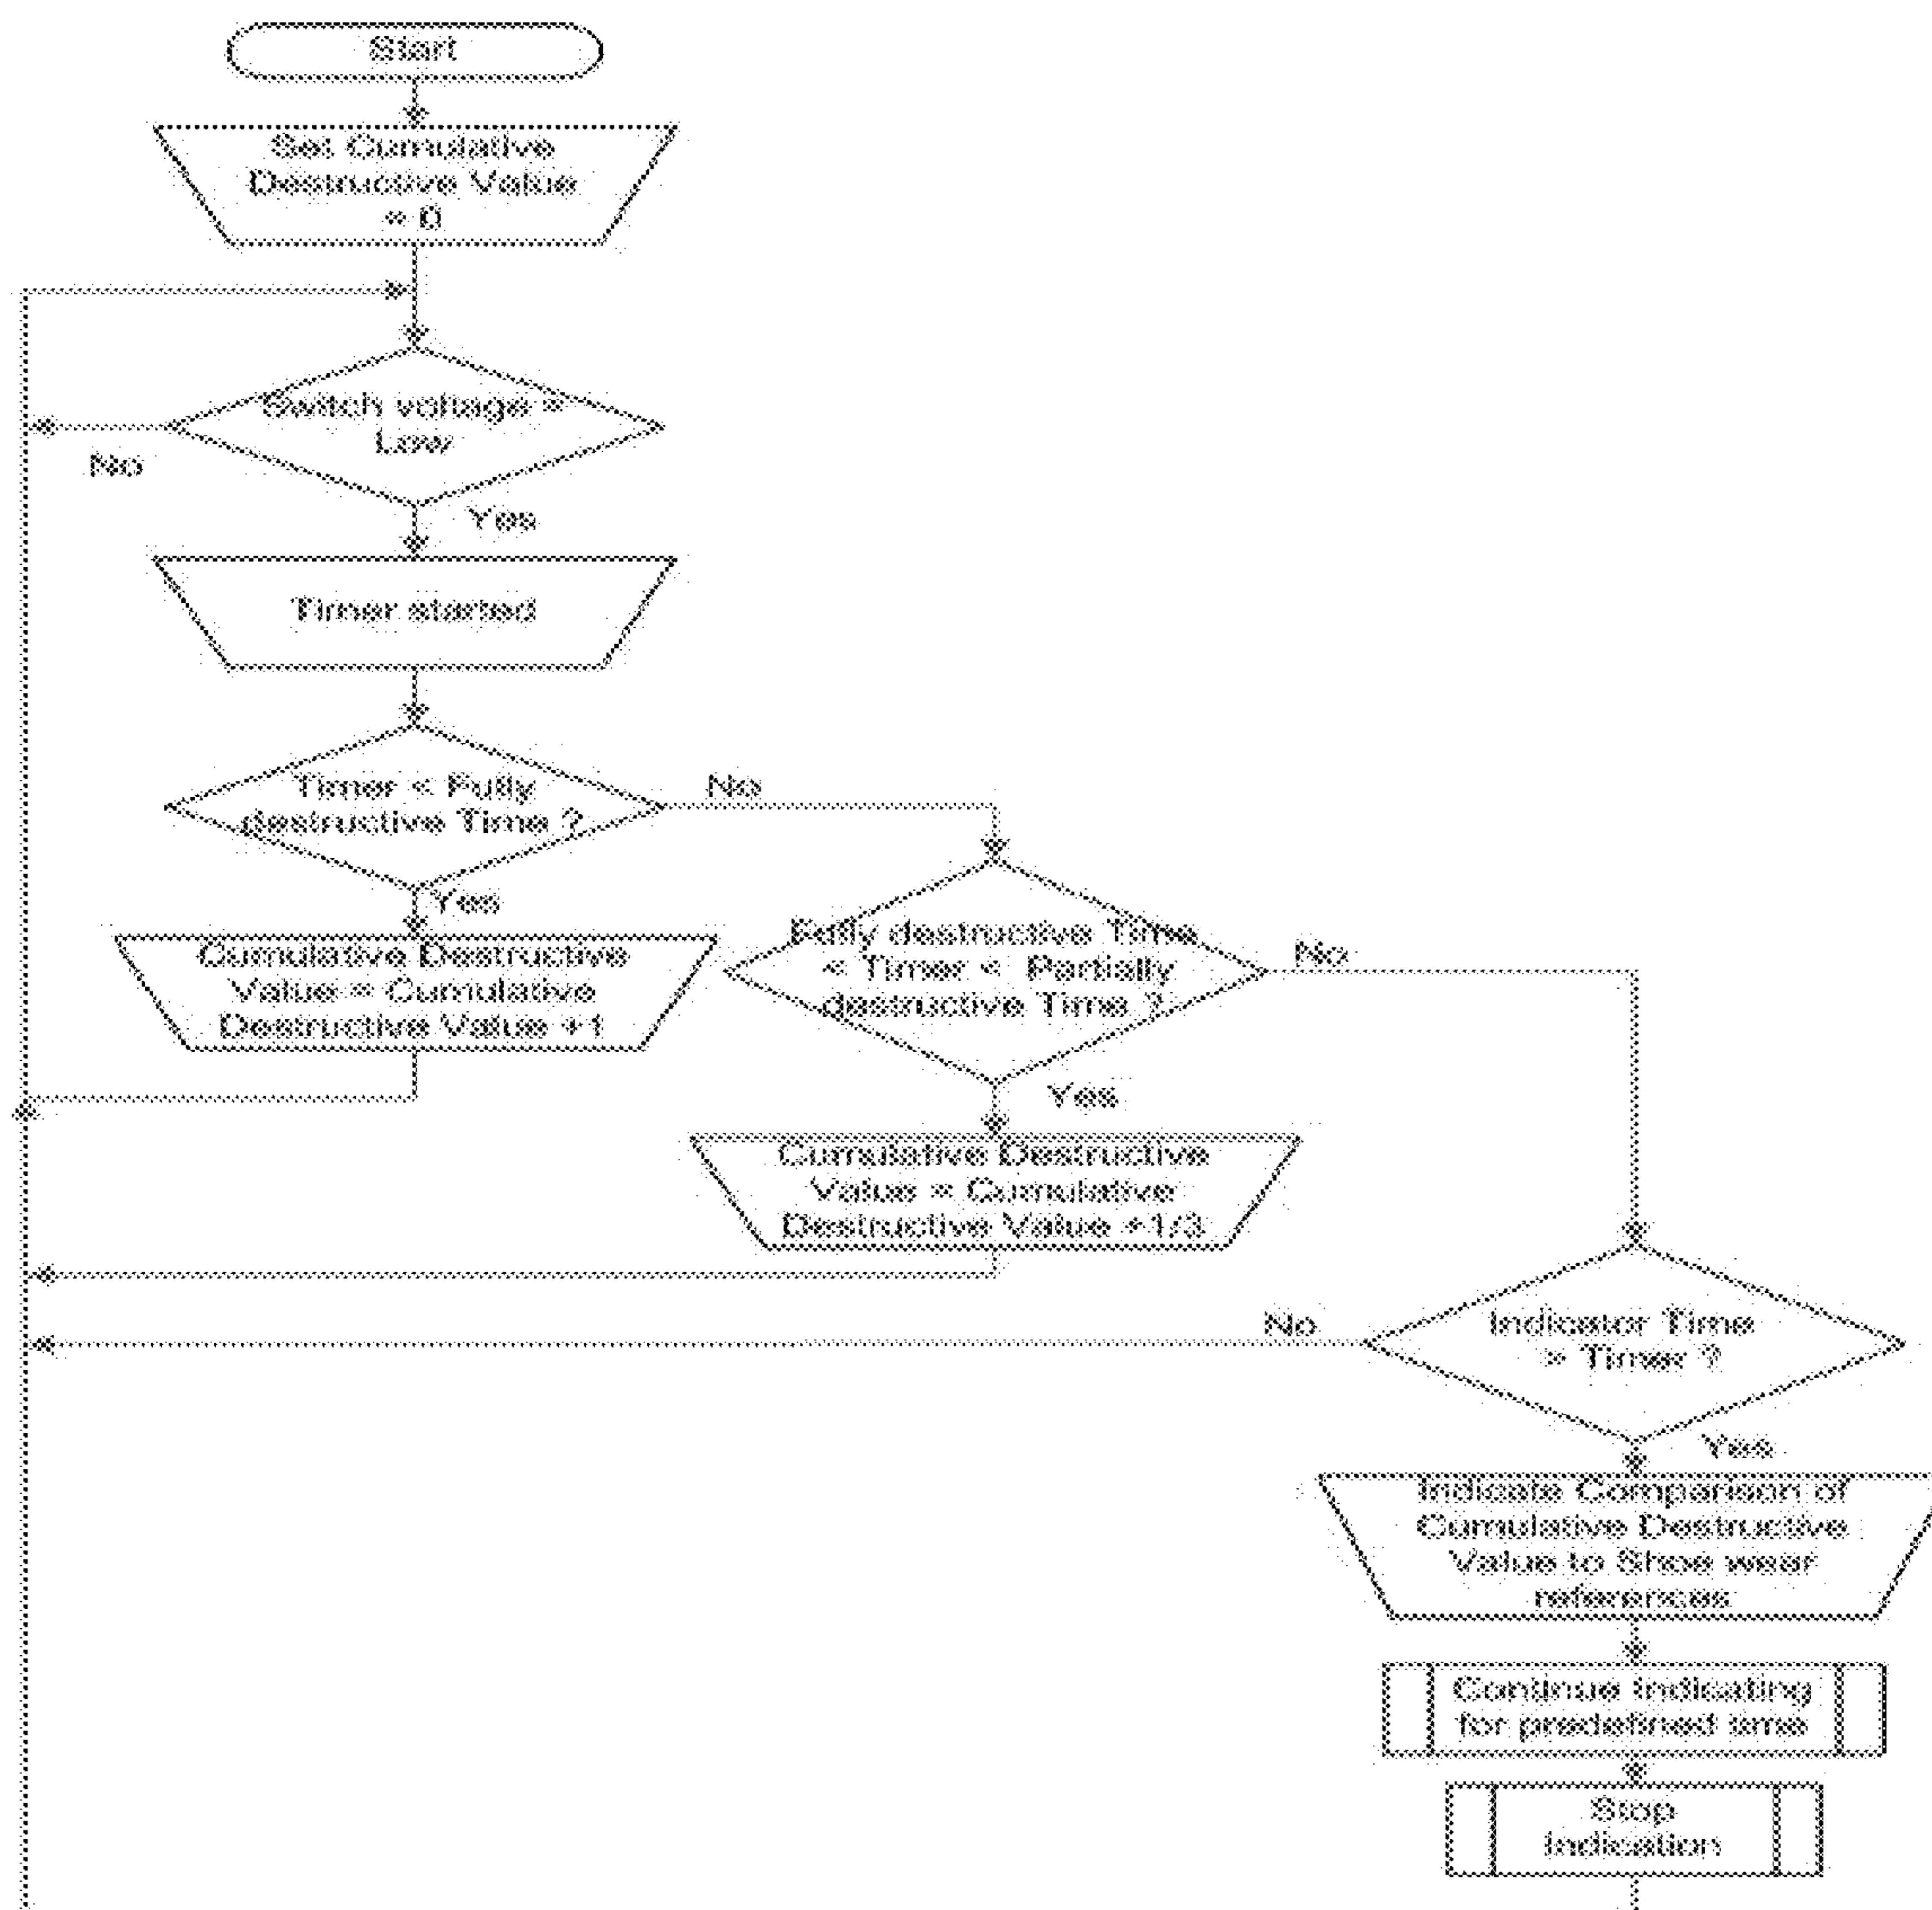 Start
Set Cumulative
Destructive Value
= 0
Switch voltage =
Low
No
Yes
Timer started
Timer < Fully
destructive Time ?
No
Yes
Cumulative Destructive
Value = Cumulative
Destructive Value +1
Fully destructive Time
< Timer < Partially
destructive Time ?
No
Yes
Cumulative Destructive
Value = Cumulative
Destructive Value +1/3
Indicator Time
Timer ?
No
Yes
Indicate Comparison of
Cumulative Destructive
Value to Shoe wear
references
Continue indicating
for predefined time
Stop
Indication